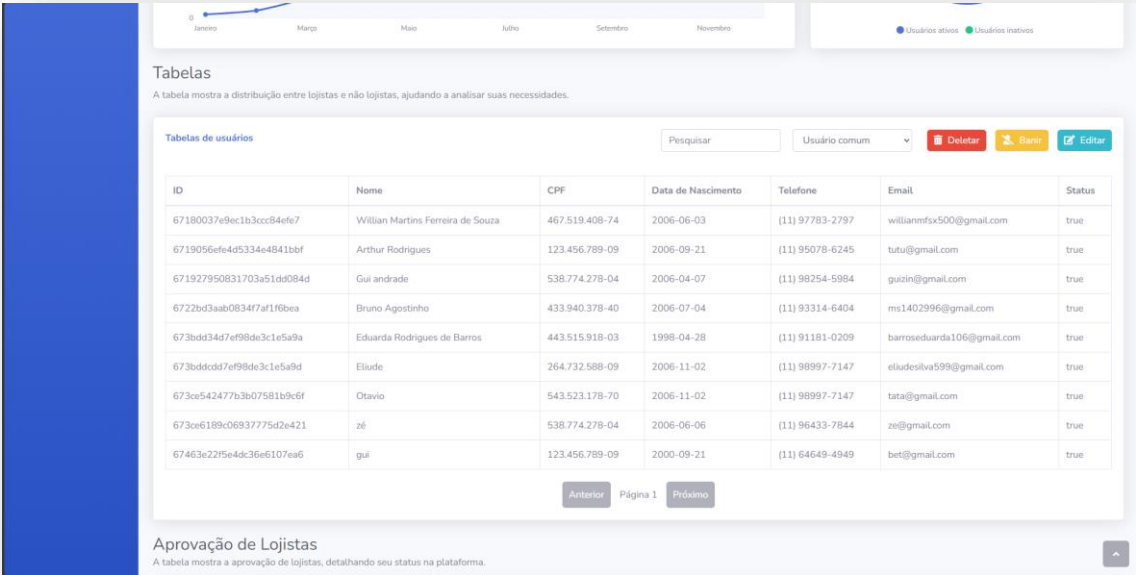 0
Janeiro Março Maio Julho Setembro Novembro
Usuários ativos Usuários inativos
Tabelas
A tabela mostra a distribuição entre lojistas e não lojistas, ajudando a analisar suas necessidades.
Tabelas de usuários Pesquisar Usuário comum Deletar Banir Editar
ID Nome CPF Data de Nascimento Telefone Email Status
67180037e9ec1b3ccc84efe7 Willian Martins Ferreira de Souza 467.519.408-74 2006-06-03 (11) 97783-2797 willianmfsx500@gmail.com true
6719056efe4d5334e4841bbf Arthur Rodrigues 123.456.789-09 2006-09-21 (11) 95078-6245 tutu@gmail.com true
671927950831703a51dd084d Gui andrade 538.774.278-04 2006-04-07 (11) 98254-5984 guizin@gmail.com true
6722bd3aab0834f7af1f6bea Bruno Agostinho 433.940.378-40 2006-07-04 (11) 93314-6404 ms1402996@gmail.com true
673bdd34d7ef98de3c1e5a9a Eduarda Rodrigues de Barros 443.515.918-03 1998-04-28 (11) 91181-0209 barroseduarda106@gmail.com true
673bddcdd7ef98de3c1e5a9d Eliude 264.732.588-09 2006-11-02 (11) 98997-7147 eliudesilva599@gmail.com true
673ce542477b3b07581b9c6f Otavio 543.523.178-70 2006-11-02 (11) 98997-7147 tata@gmail.com true
673ce6189c06937775d2e421 zé 538.774.278-04 2006-06-06 (11) 96433-7844 ze@gmail.com true
67463e22f5e4dc36e6107ea6 gui 123.456.789-09 2000-09-21 (11) 64649-4949 bet@gmail.com true
Anterior Página 1 Próximo
Aprovação de Lojistas
A tabela mostra a aprovação de lojistas, detalhando seu status na plataforma.